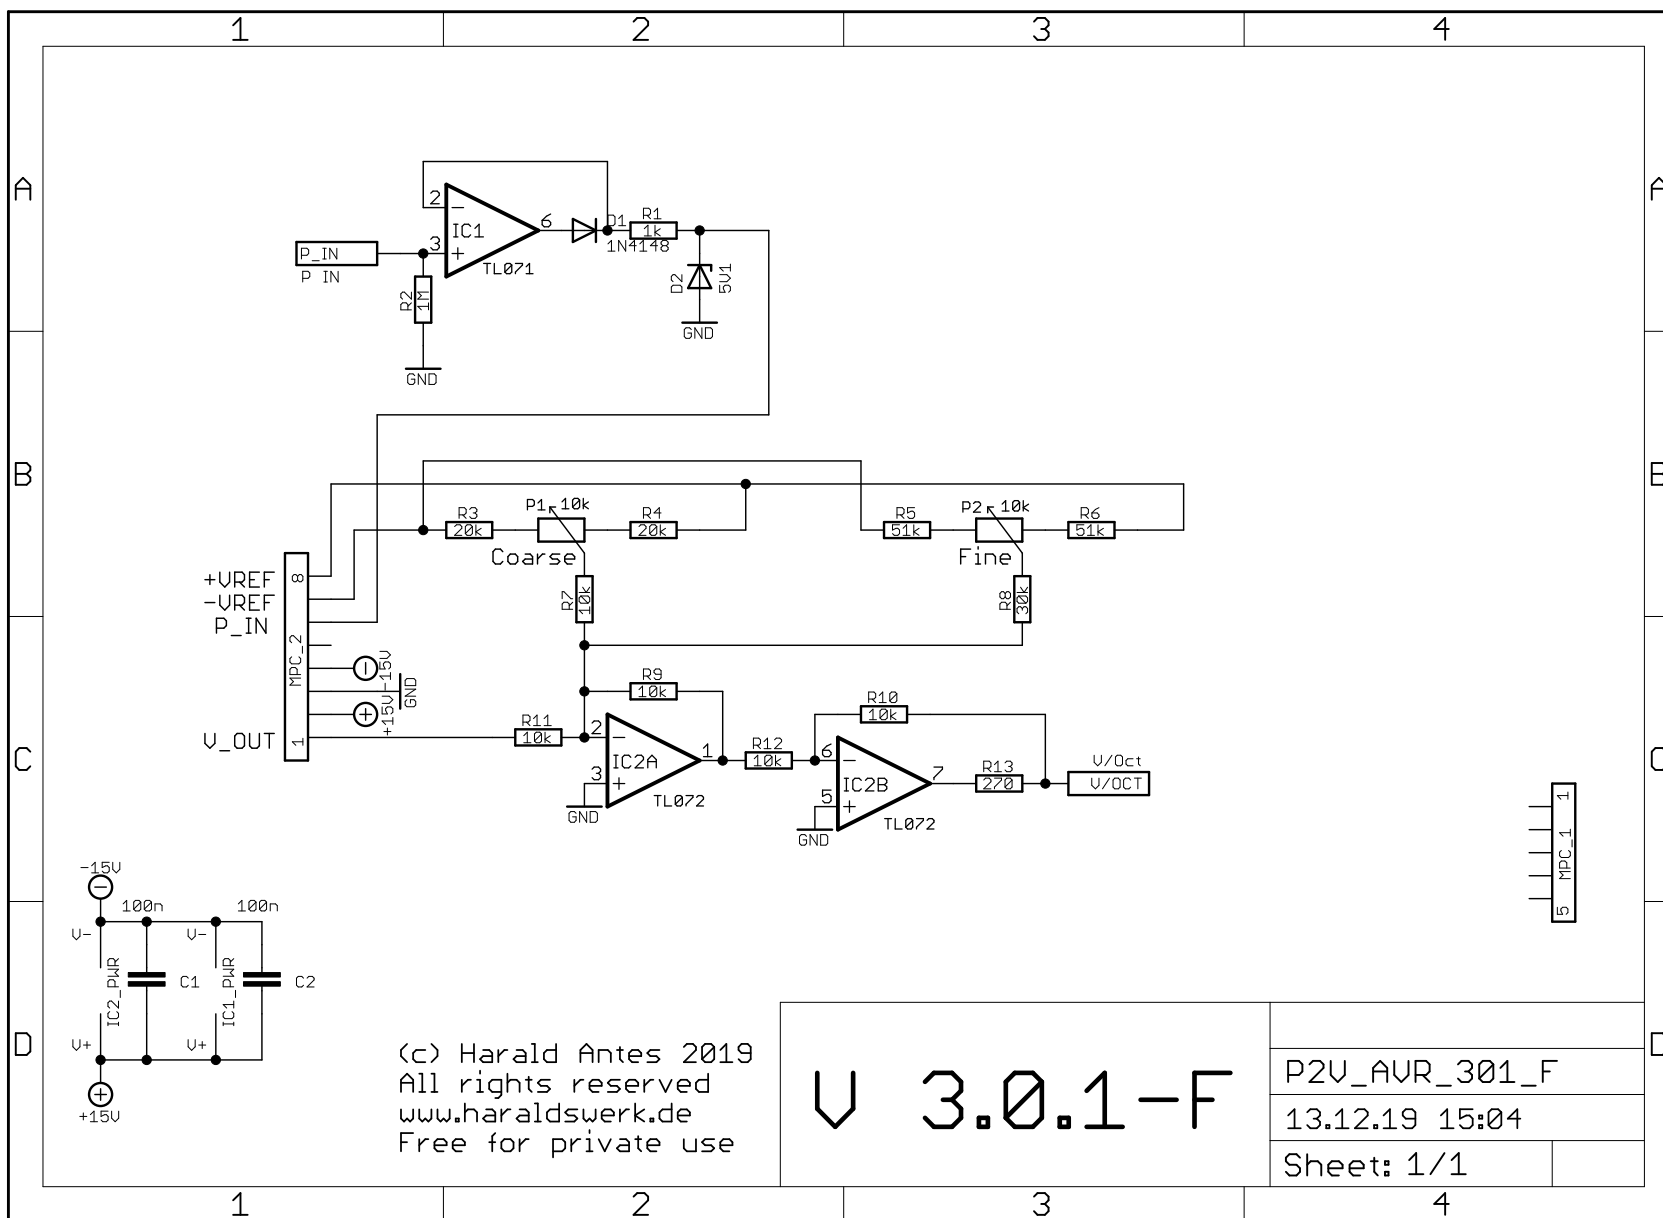 1 2 3 4
A A
2
3
IC1
6
TL071
D1
1N4148
R1
1k
D2
5V1
GND
P_IN
P IN
R2
1M
GND
B B
R3
20k
P1 10k
R4
20k
Coarse
R5
51k
P2 10k
R6
51k
Fine
R7
10k
R8
30k
+VREF
-VREF
P_IN
V_OUT
8
MPC_2
1
-15V
GND
+15V
C C
R9
10k
R11
10k
2
3
IC2A
1
TL072
GND
R12
10k
R10
10k
6
5
IC2B
7
TL072
GND
R13
270
V/Oct
V/OCT
1
MPC_1
5
-15V
100n 100n
V- V-
IC2_PWR
C1
IC1_PWR
C2
V+ V+
+15V
D D
(c) Harald Antes 2019
All rights reserved
www.haraldswerk.de
Free for private use
V 3.0.1-F
P2V_AVR_301_F
13.12.19 15:04
Sheet: 1/1
1 2 3 4